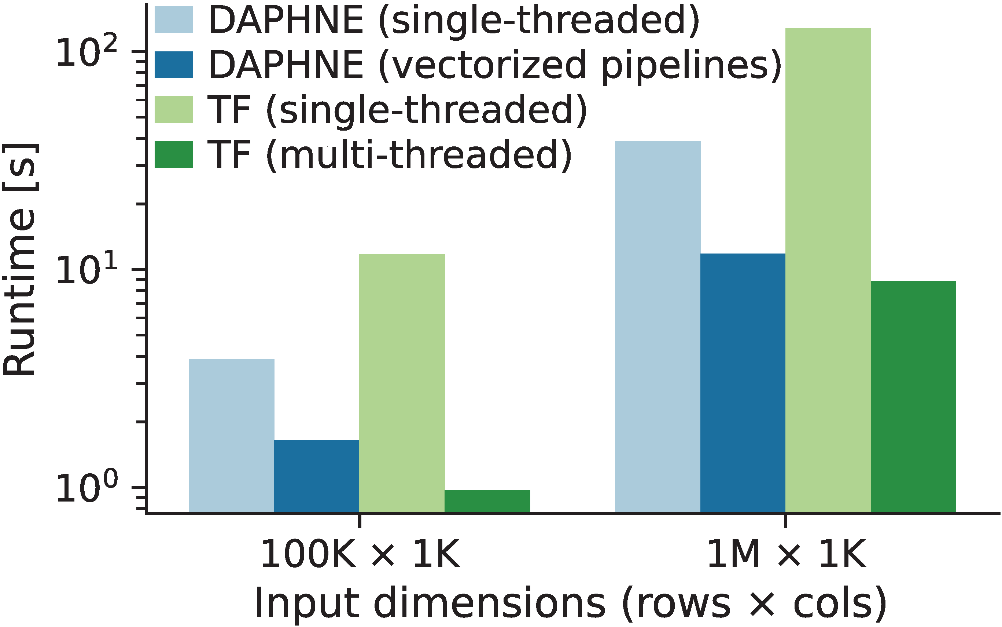 DAPHNE (single-threaded)
DAPHNE (vectorized pipelines)
TF (single-threaded)
TF (multi-threaded)
Runtime [s]
10²
10¹
10⁰
100K × 1K
1M × 1K
Input dimensions (rows × cols)